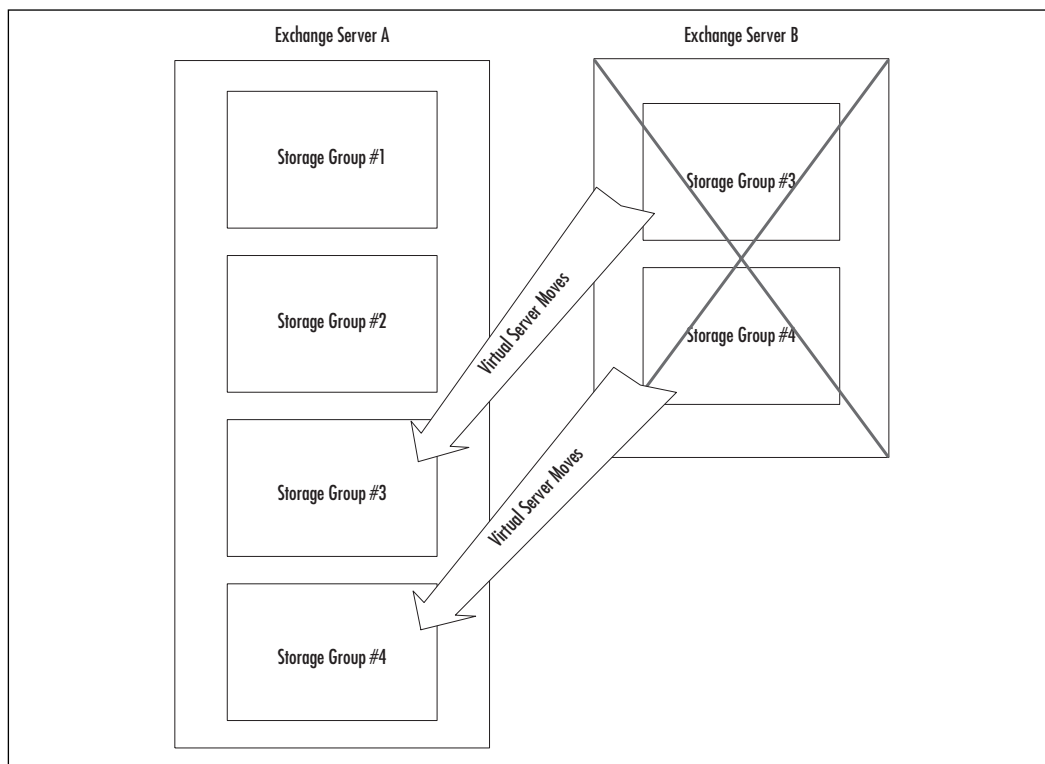 Exchange Server A
Storage Group #1
Storage Group #2
Storage Group #3
Storage Group #4
Exchange Server B
Storage Group #3
Storage Group #4
Virtual Server Moves
Virtual Server Moves